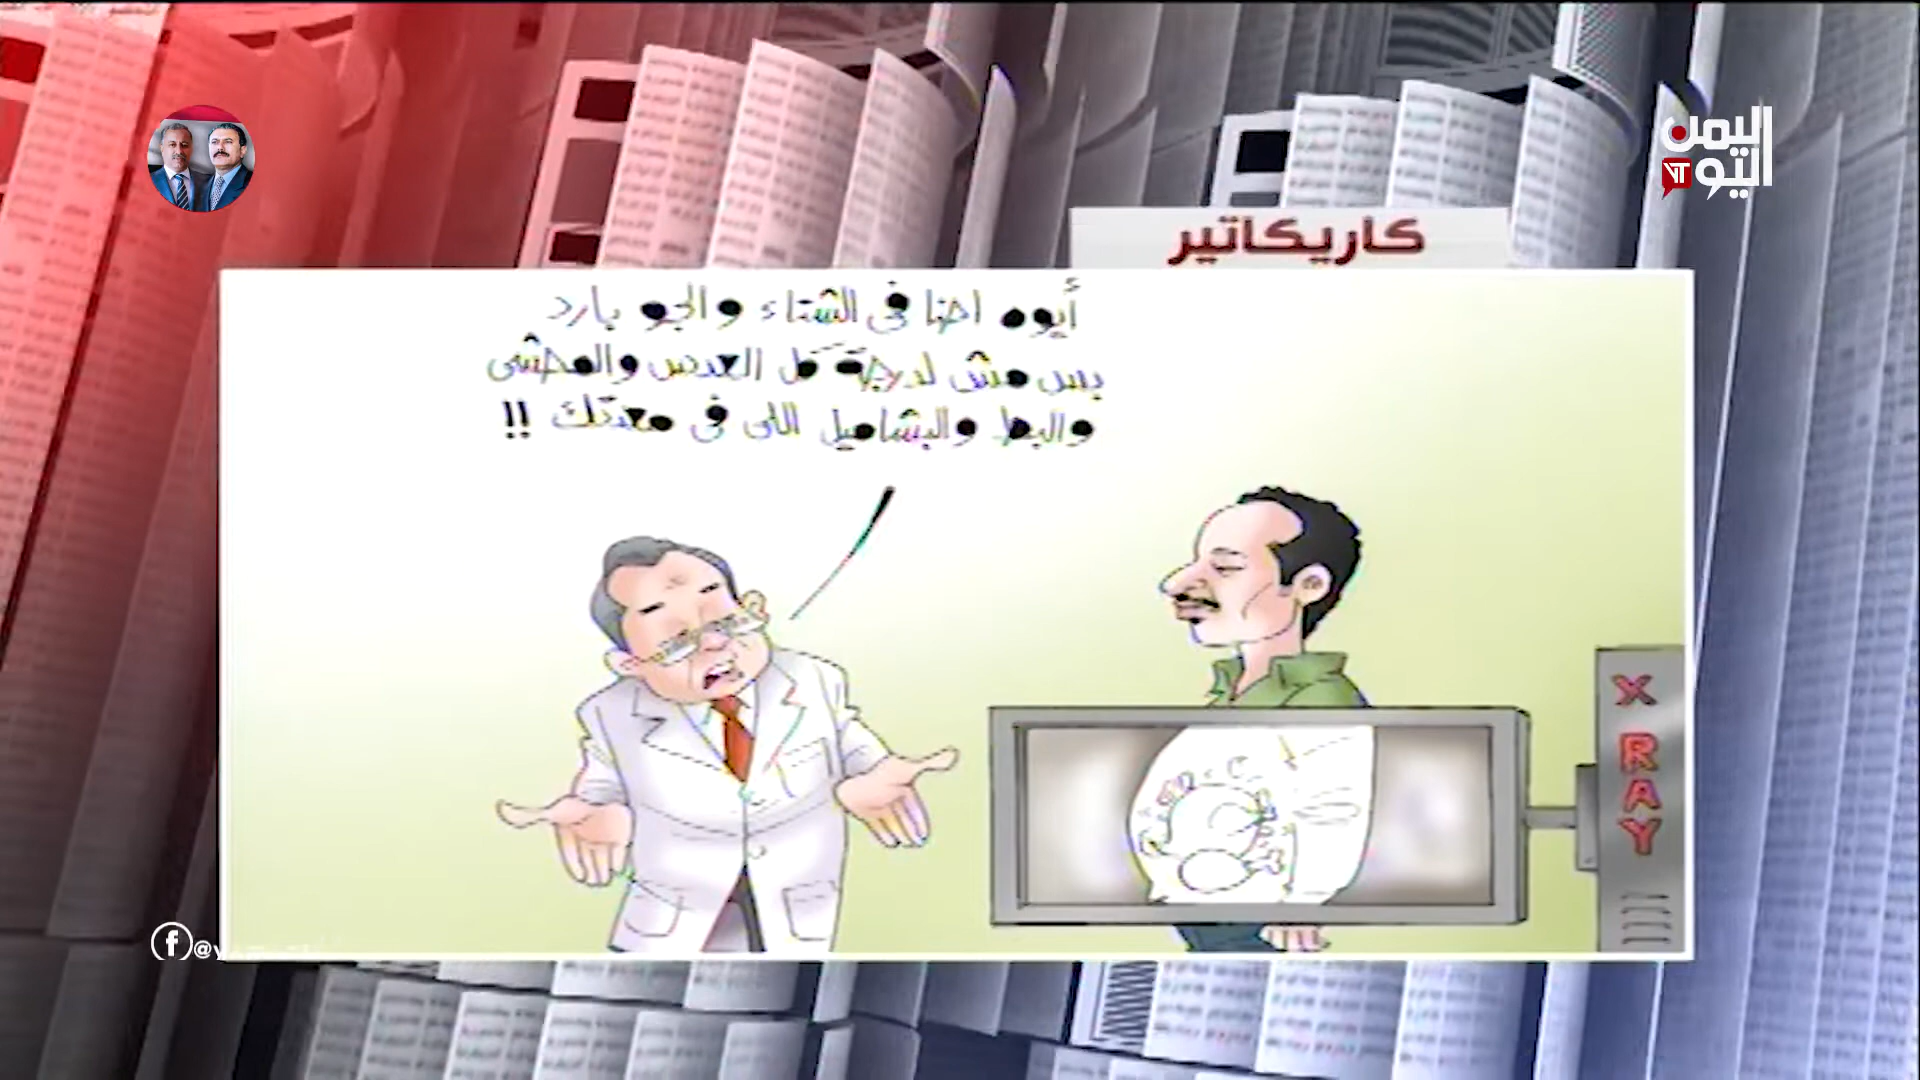 اليمن
اليوم
YT
كاريكاتير
أيوه احنا فى الشتاء والجو بارد
بس مش لدرجة كل العدس والمحشى
والبط والبشاميل اللى فى معدتك !!
X
RAY
f @y